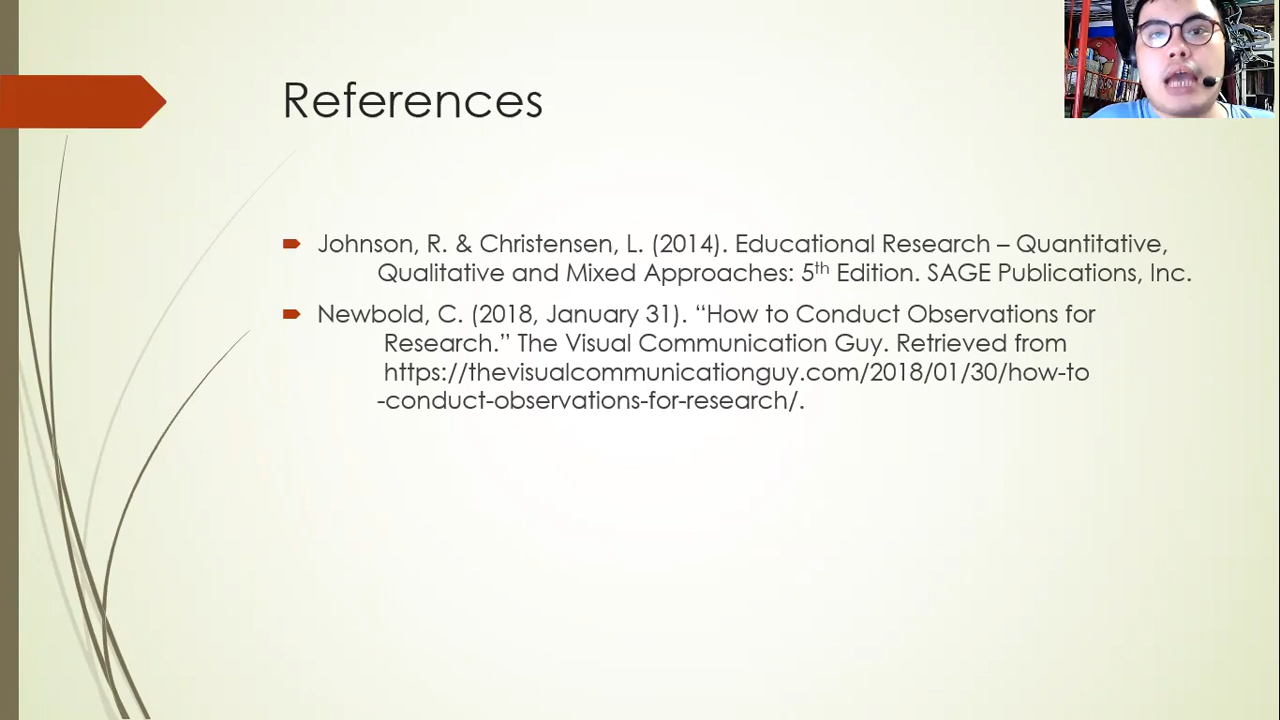 References
Johnson, R. & Christensen, L. (2014). Educational Research – Quantitative,
Qualitative and Mixed Approaches: 5th Edition. SAGE Publications, Inc.
Newbold, C. (2018, January 31). “How to Conduct Observations for
Research.” The Visual Communication Guy. Retrieved from
https://thevisualcommunicationguy.com/2018/01/30/how-to
-conduct-observations-for-research/.